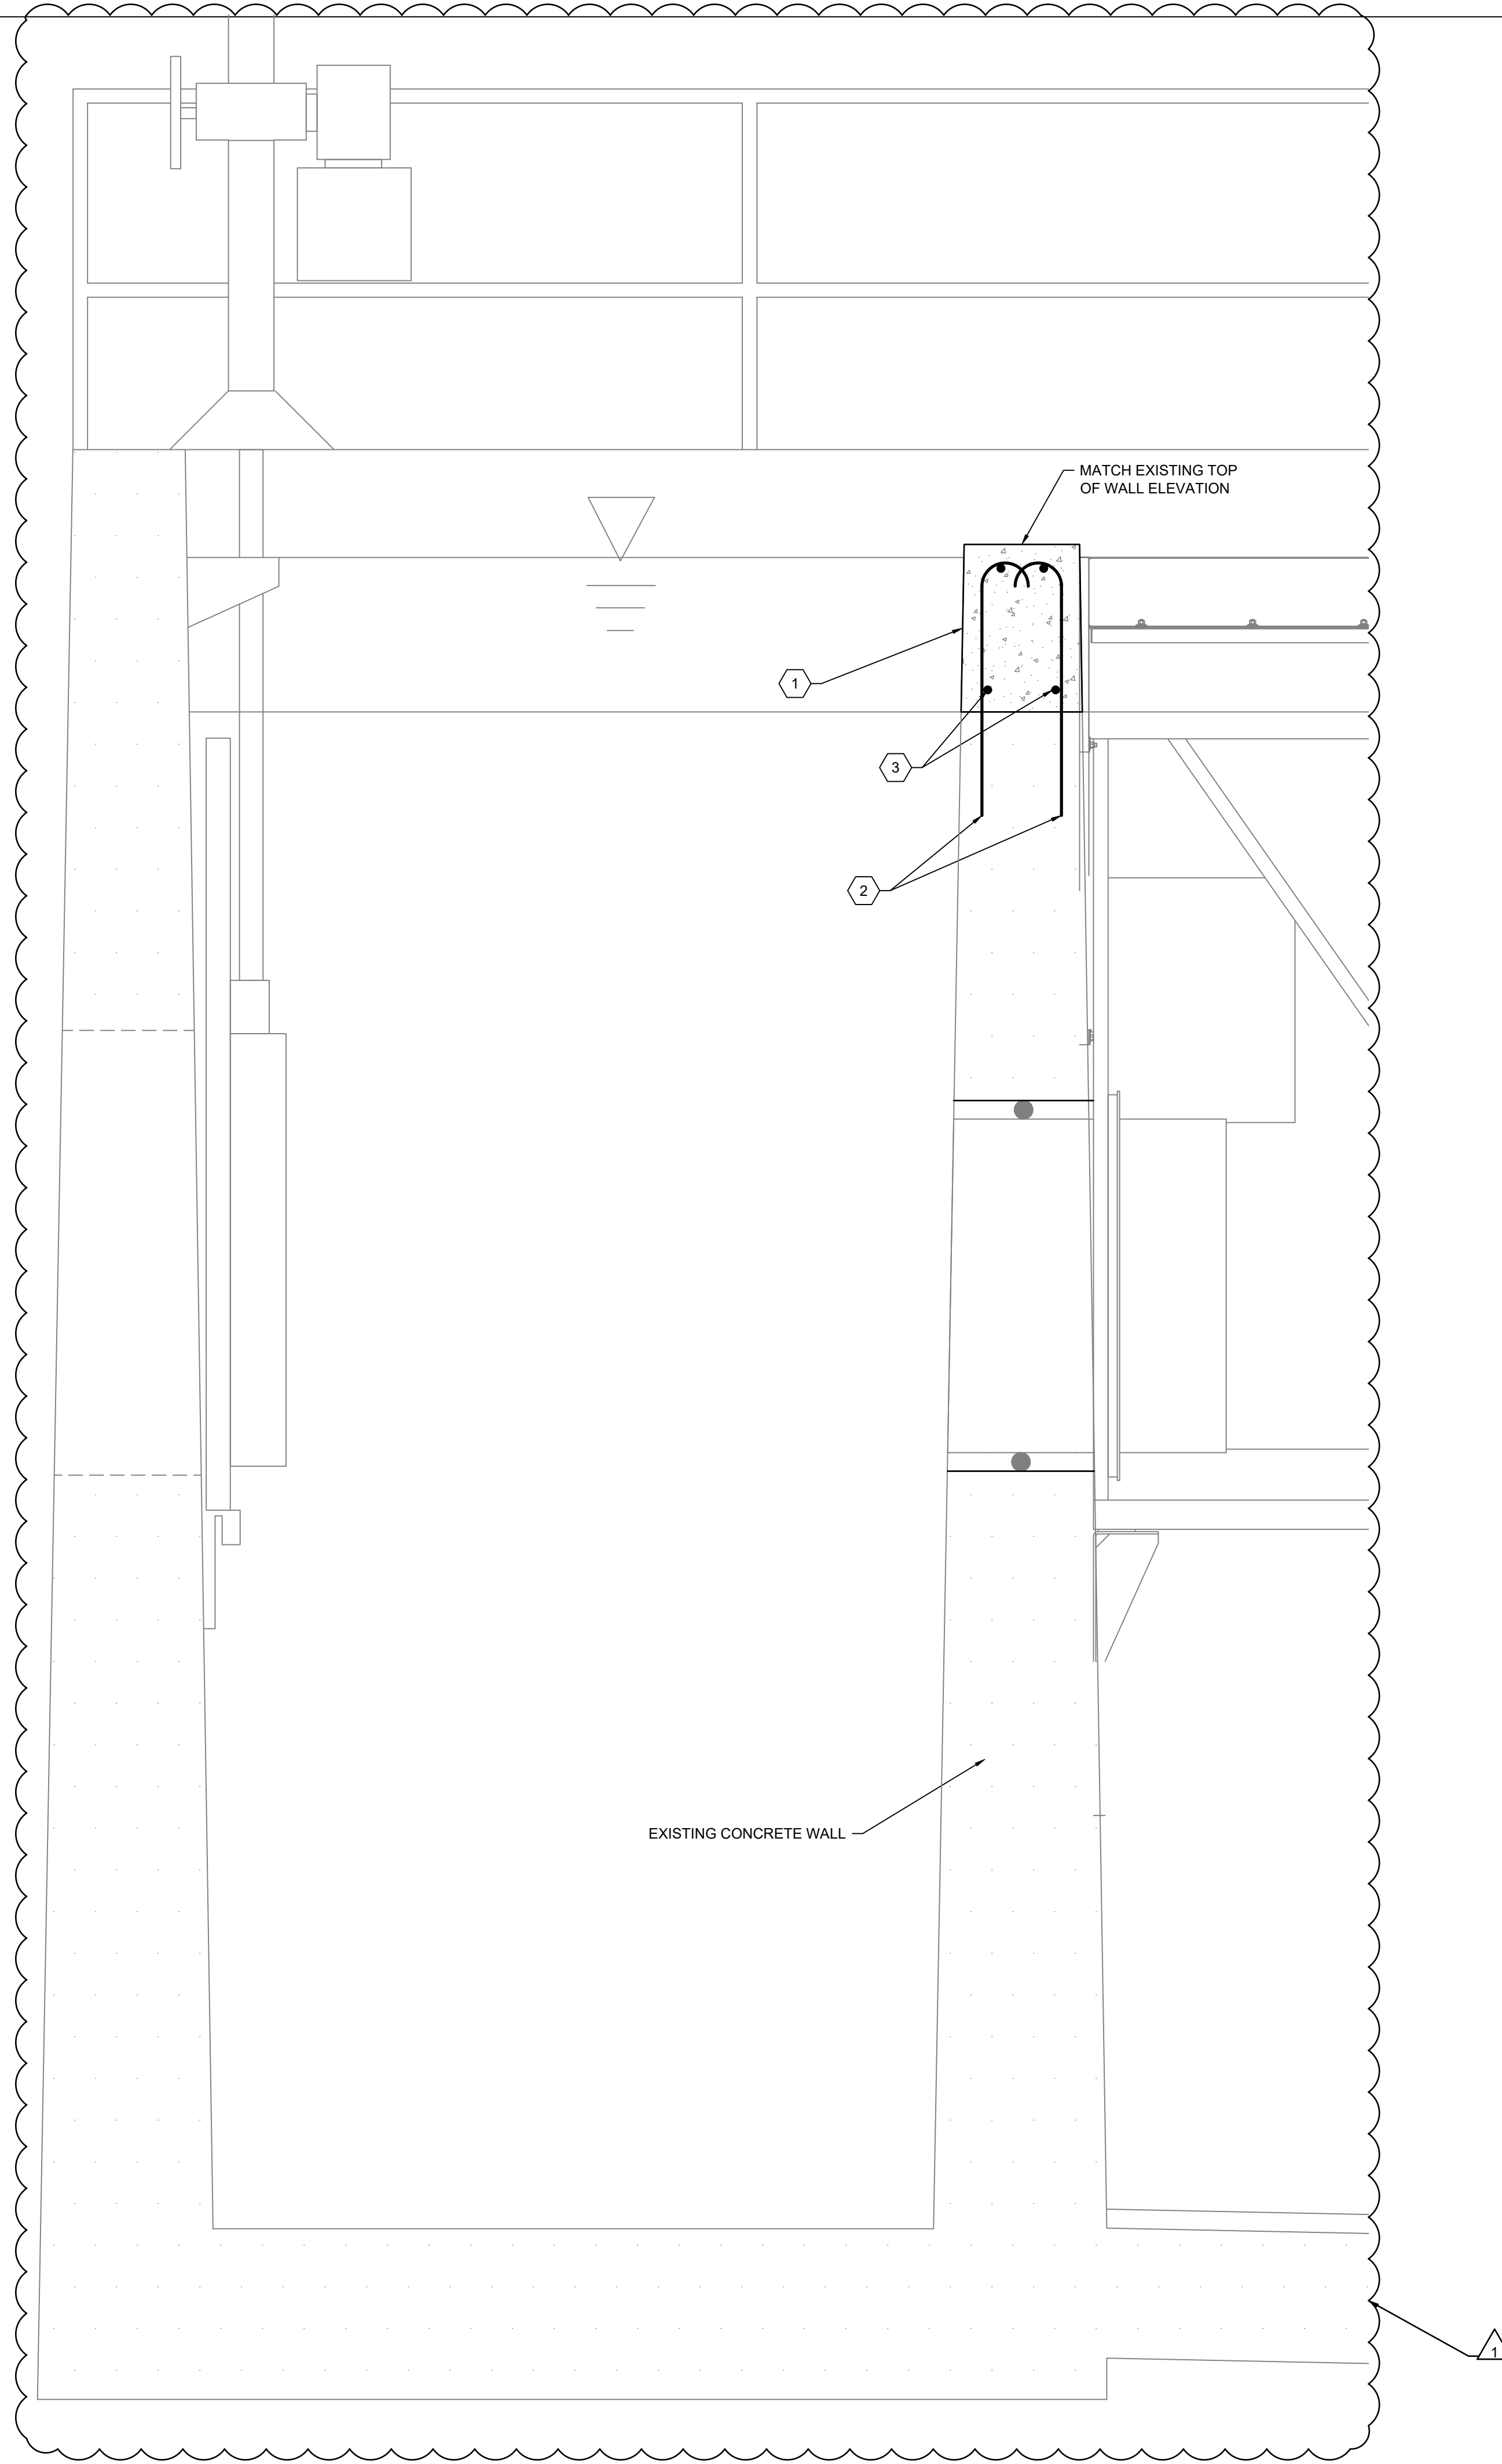 MATCH EXISTING TOP
OF WALL ELEVATION
1
3
2
EXISTING CONCRETE WALL
1